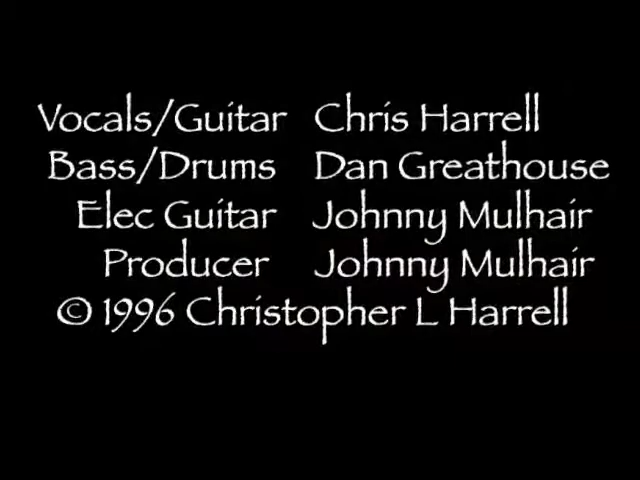 Vocals/Guitar Chris Harrell
Bass/Drums Dan Greathouse
Elec Guitar Johnny Mulhair
Producer Johnny Mulhair
© 1996 Christopher L Harrell